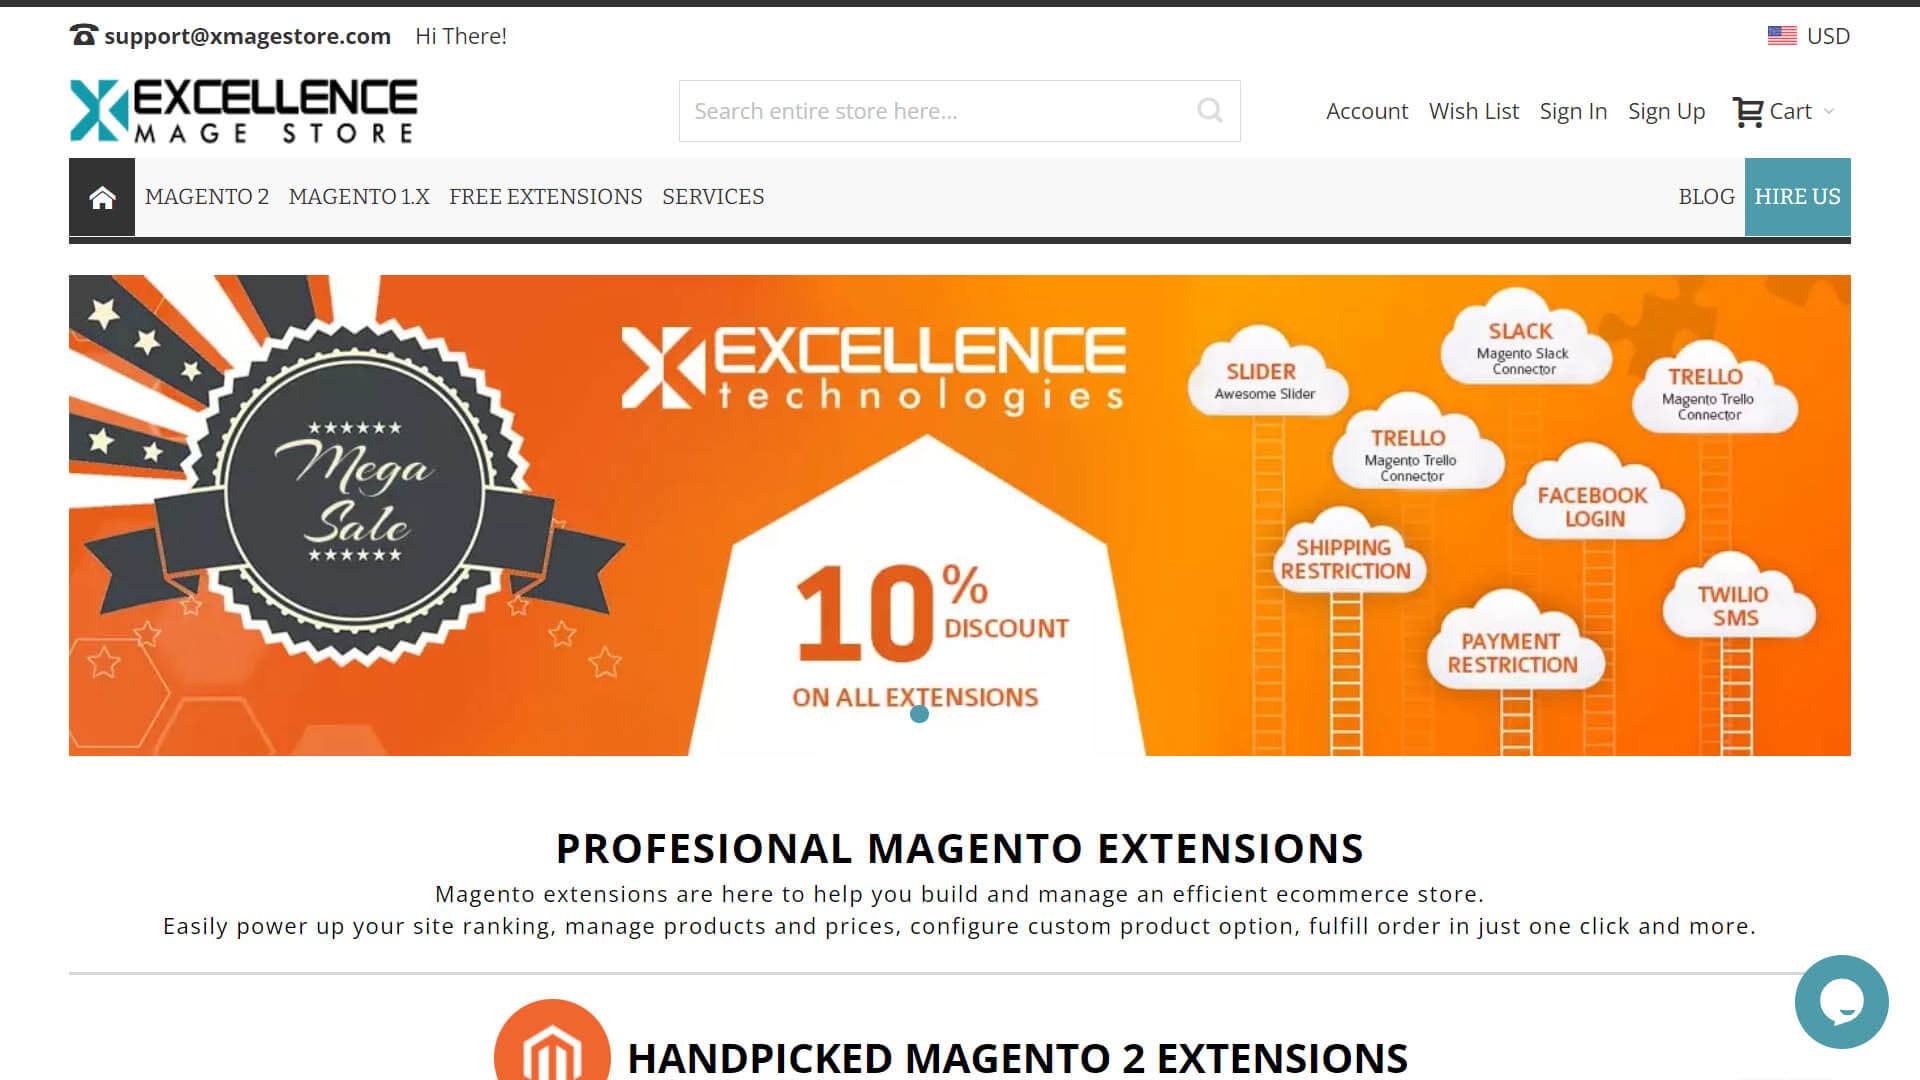 support@xmagestore.com Hi There! USD
EXCELLENCE
MAGE STORE
Search entire store here...
Account Wish List Sign In Sign Up Cart
MAGENTO 2 MAGENTO 1.X FREE EXTENSIONS SERVICES BLOG HIRE US
Mega
Sale
EXCELLENCE
technologies
10% DISCOUNT
ON ALL EXTENSIONS
SLIDER
Awesome Slider
SLACK
Magento Slack
Connector
TRELLO
Magento Trello
Connector
TRELLO
Magento Trello
Connector
FACEBOOK
LOGIN
SHIPPING
RESTRICTION
PAYMENT
RESTRICTION
TWILIO
SMS
PROFESIONAL MAGENTO EXTENSIONS
Magento extensions are here to help you build and manage an efficient ecommerce store.
Easily power up your site ranking, manage products and prices, configure custom product option, fulfill order in just one click and more.
HANDPICKED MAGENTO 2 EXTENSIONS